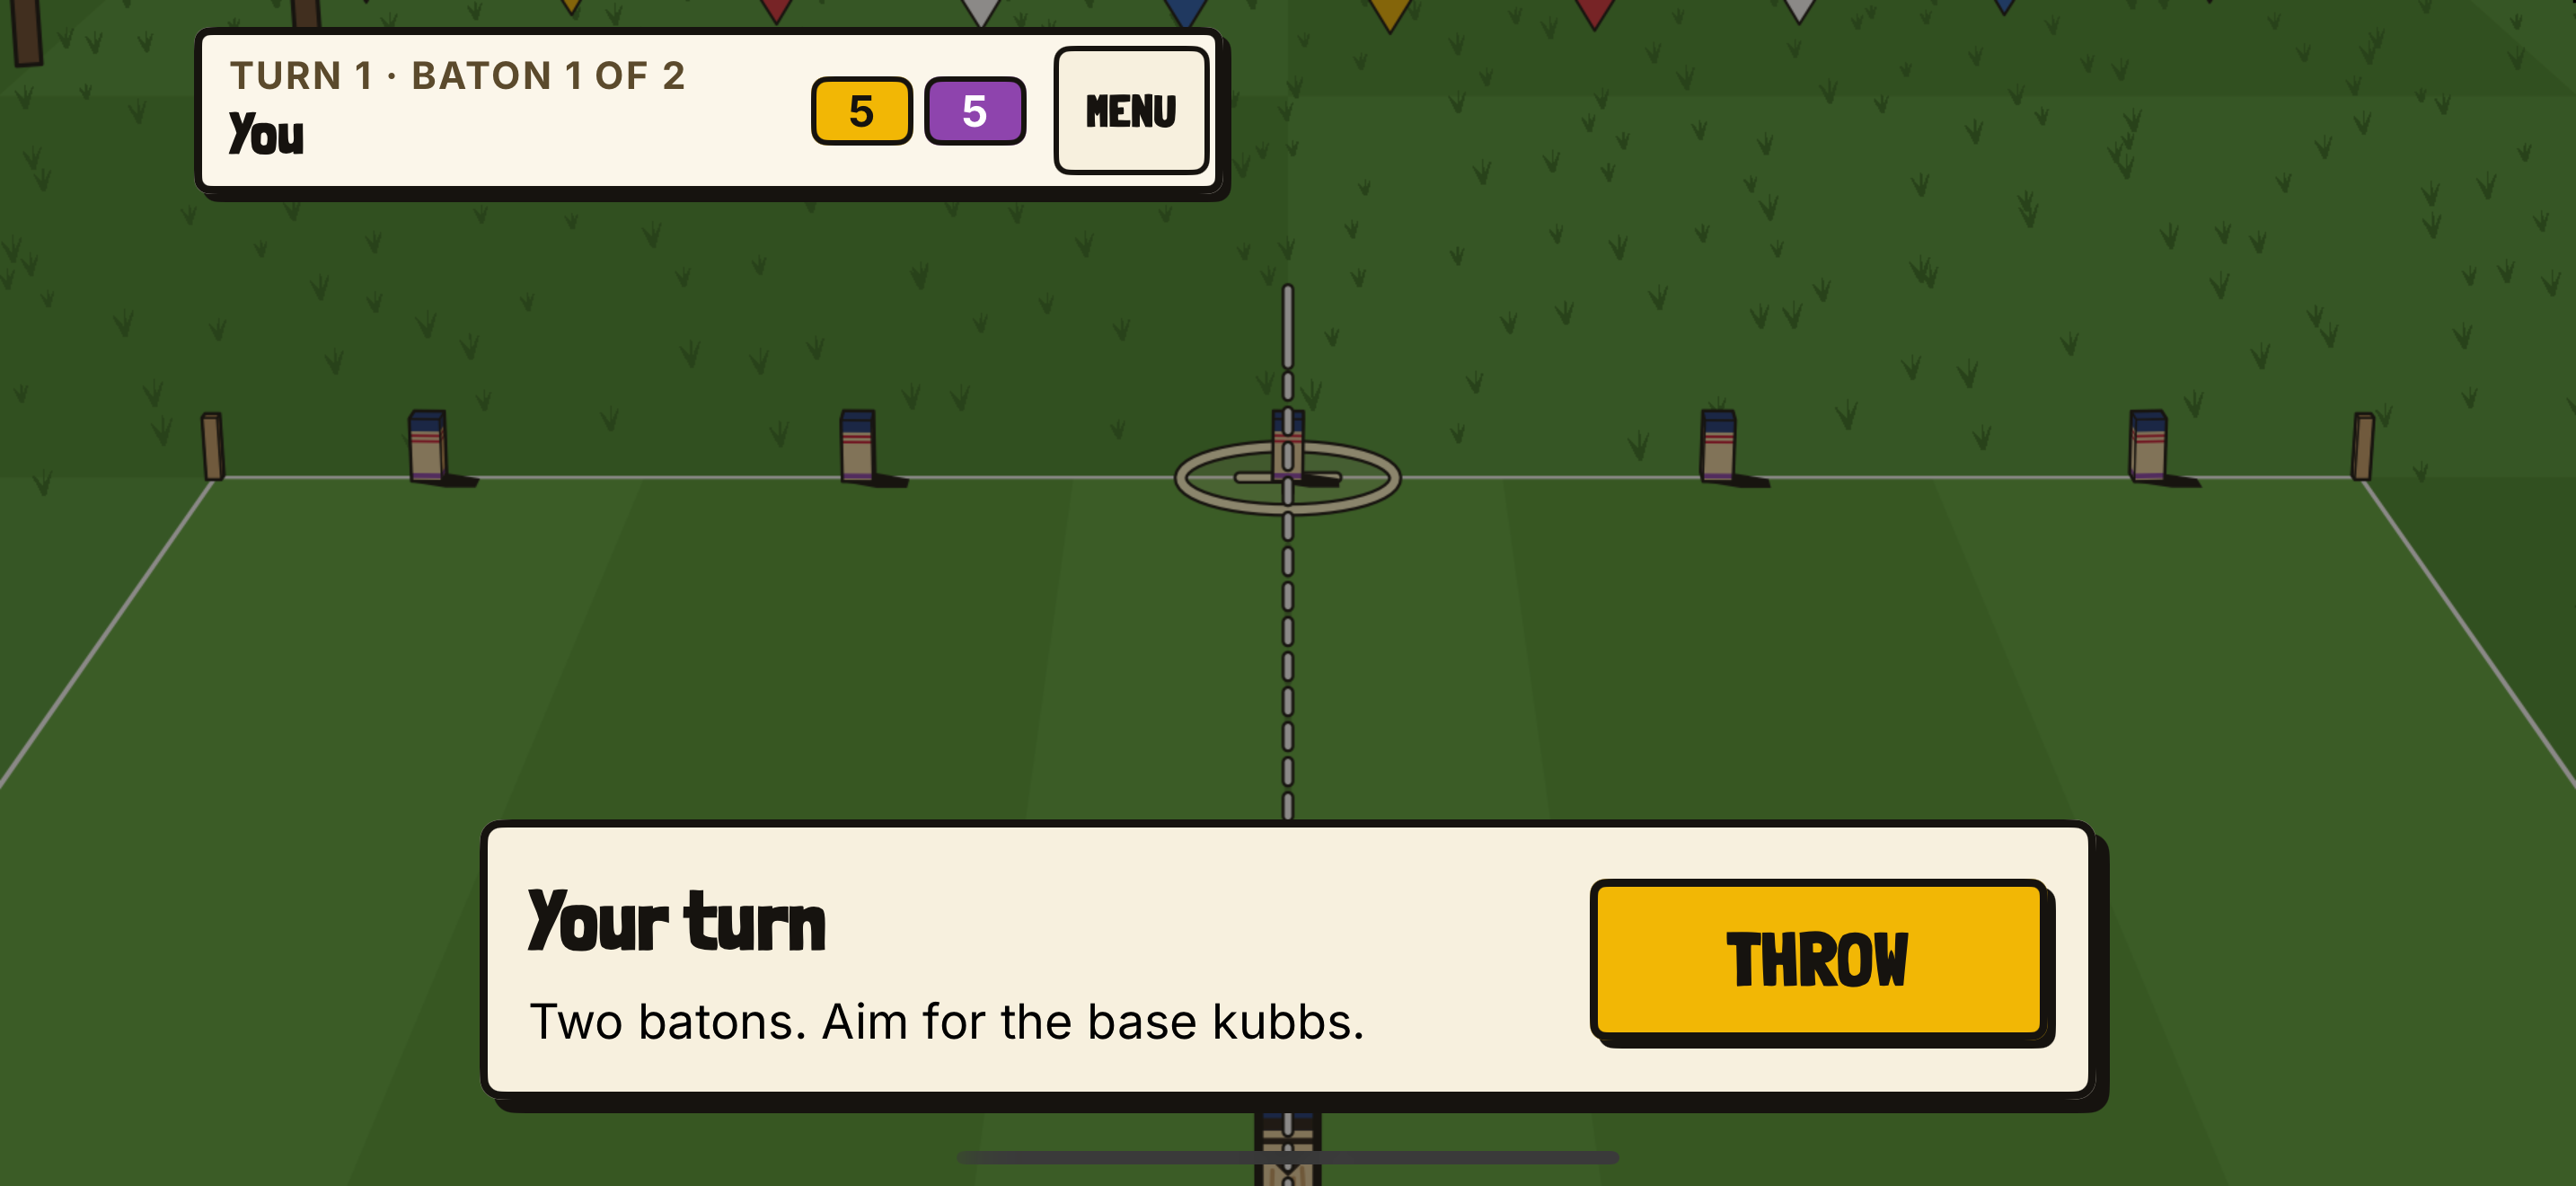 TURN 1 · BATON 1 OF 2
You
5 5
MENU
Your turn
Two batons. Aim for the base kubbs.
THROW